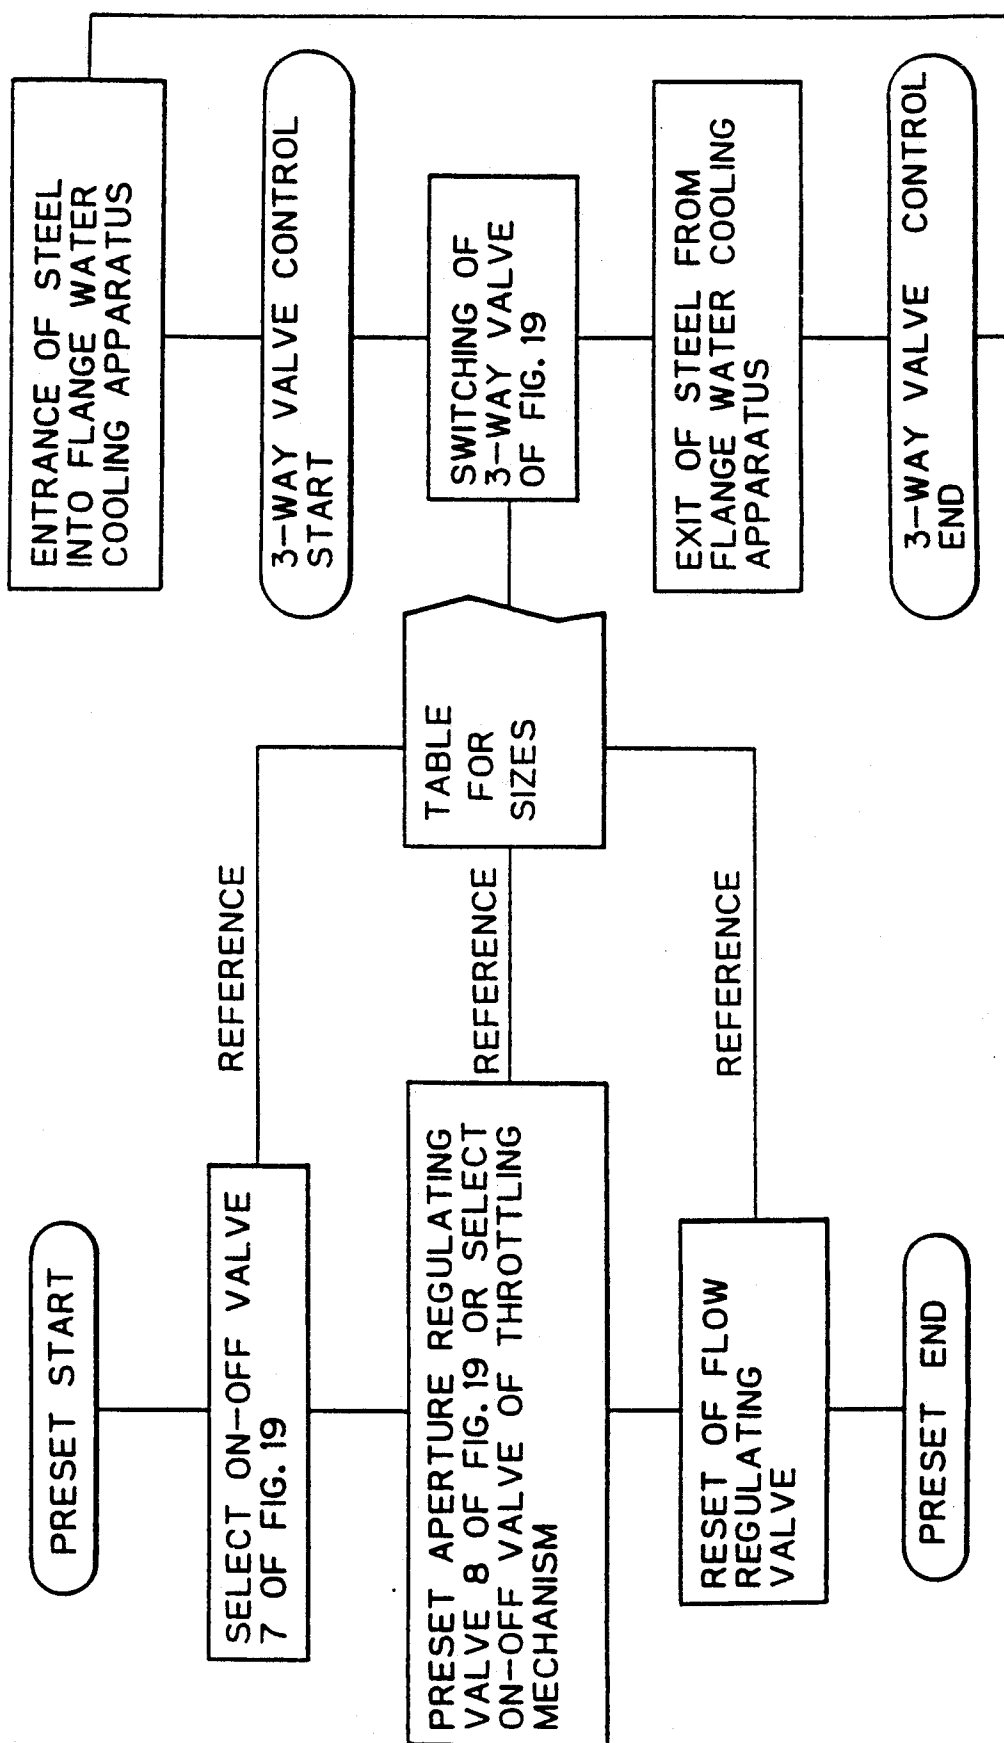 PRESET START
SELECT ON-OFF VALVE
7 OF FIG. 19
PRESET APERTURE REGULATING
VALVE 8 OF FIG. 19 OR SELECT
ON-OFF VALVE OF THROTTLING
MECHANISM
RESET OF FLOW
REGULATING
VALVE
PRESET END
REFERENCE
REFERENCE
REFERENCE
TABLE
FOR
SIZES
ENTRANCE OF STEEL
INTO FLANGE WATER
COOLING APPARATUS
3-WAY VALVE CONTROL
START
SWITCHING OF
3-WAY VALVE
OF FIG. 19
EXIT OF STEEL FROM
FLANGE WATER COOLING
APPARATUS
3-WAY VALVE CONTROL
END